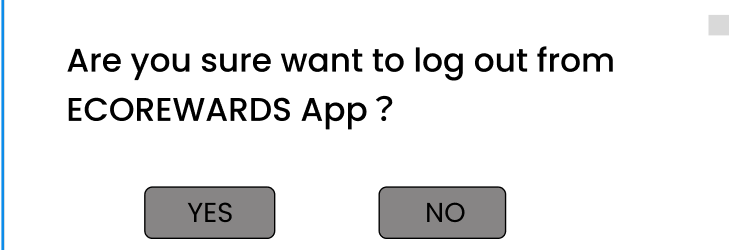 Are you sure want to log out from
ECOREWARDS App ?
YES
NO